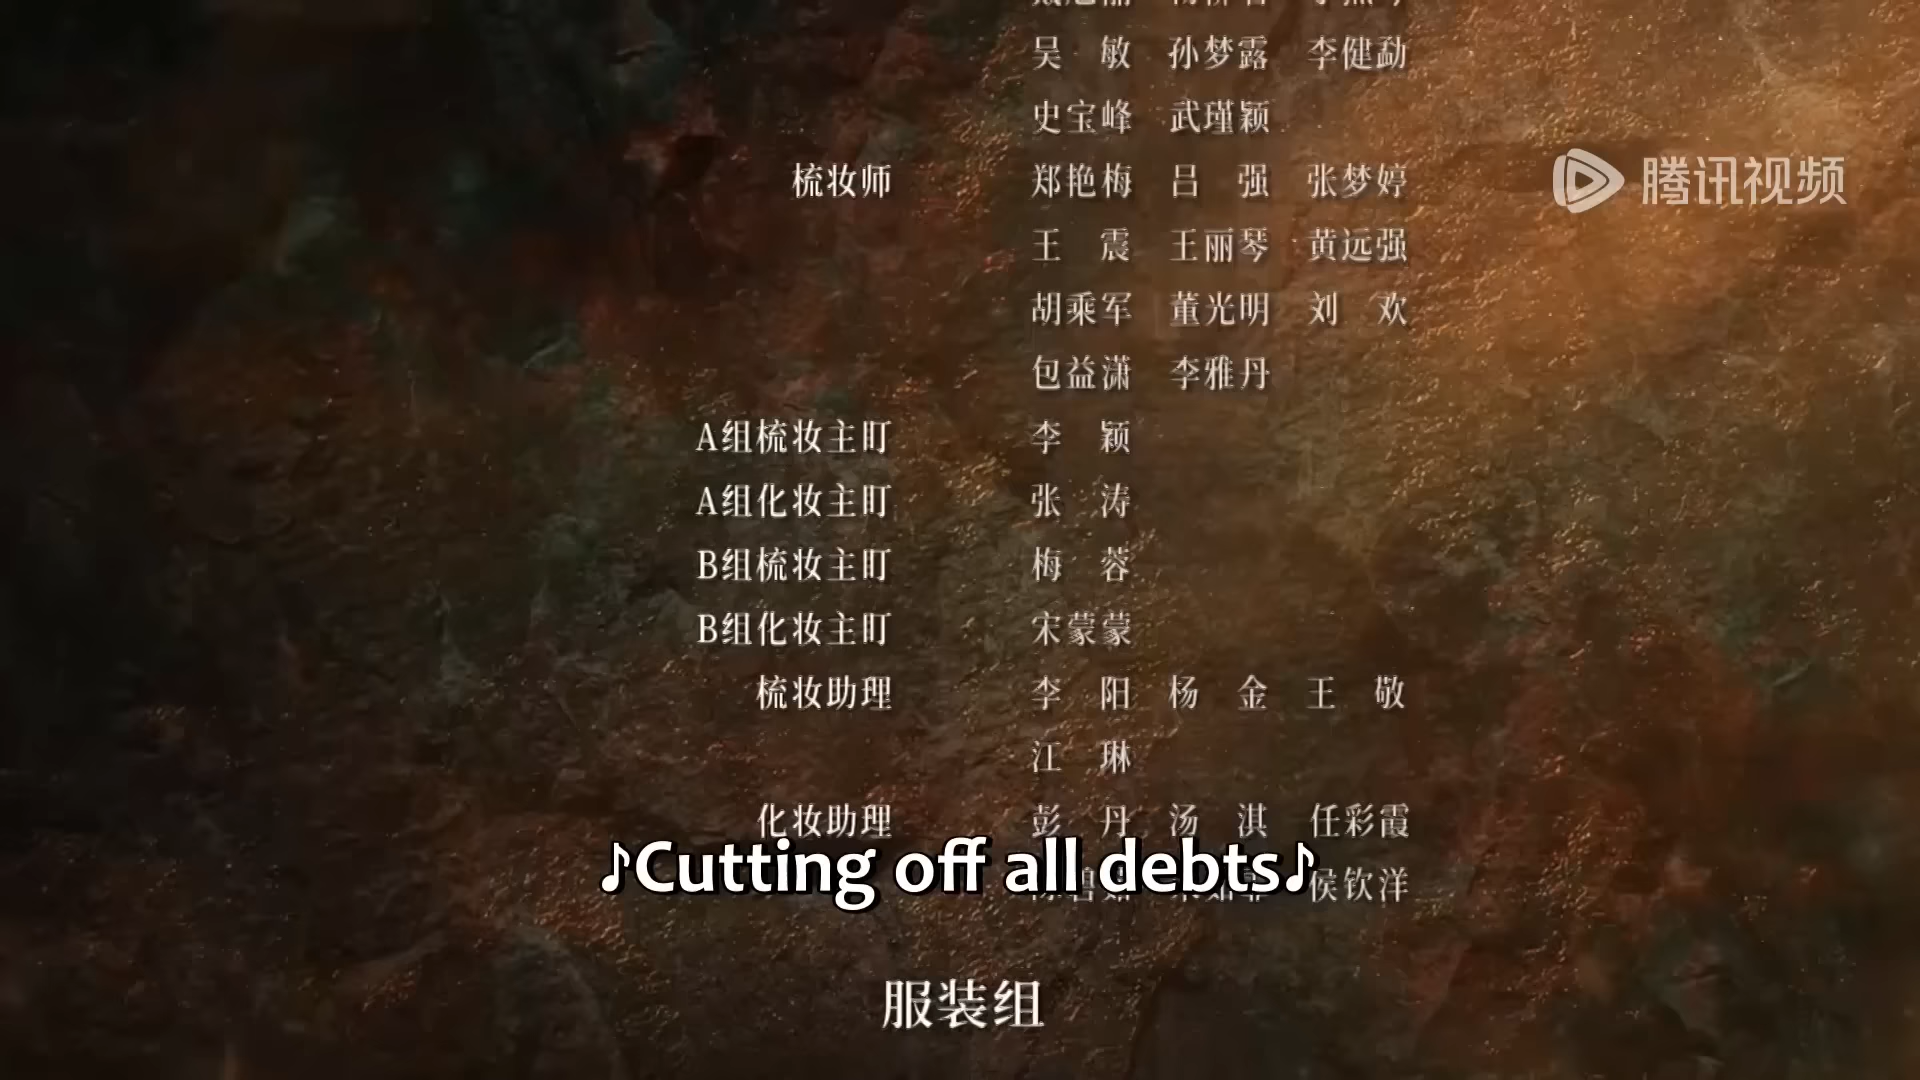 吴 敏 孙梦露 李健勐
史宝峰 武瑾颖
梳妆师 郑艳梅 吕 强 张梦婷
腾讯视频
王 震 王丽琴 黄远强
胡乘军 董光明 刘 欢
包益潇 李雅丹
A组梳妆主盯 李 颖
A组化妆主盯 张 涛
B组梳妆主盯 梅 蓉
B组化妆主盯 宋蒙蒙
梳妆助理 李 阳 杨 金 王 敬
江 琳
化妆助理 彭 丹 汤 淇 任彩霞
♪Cutting off all debts♪
侯钦洋
服装组